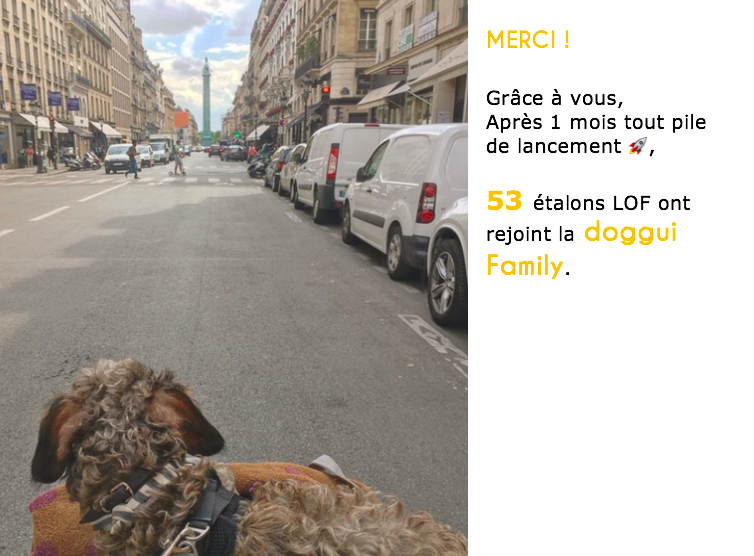 MERCI !
Grâce à vous,
Après 1 mois tout pile
de lancement 🚀,
53 étalons LOF ont
rejoint la doggui
Family.